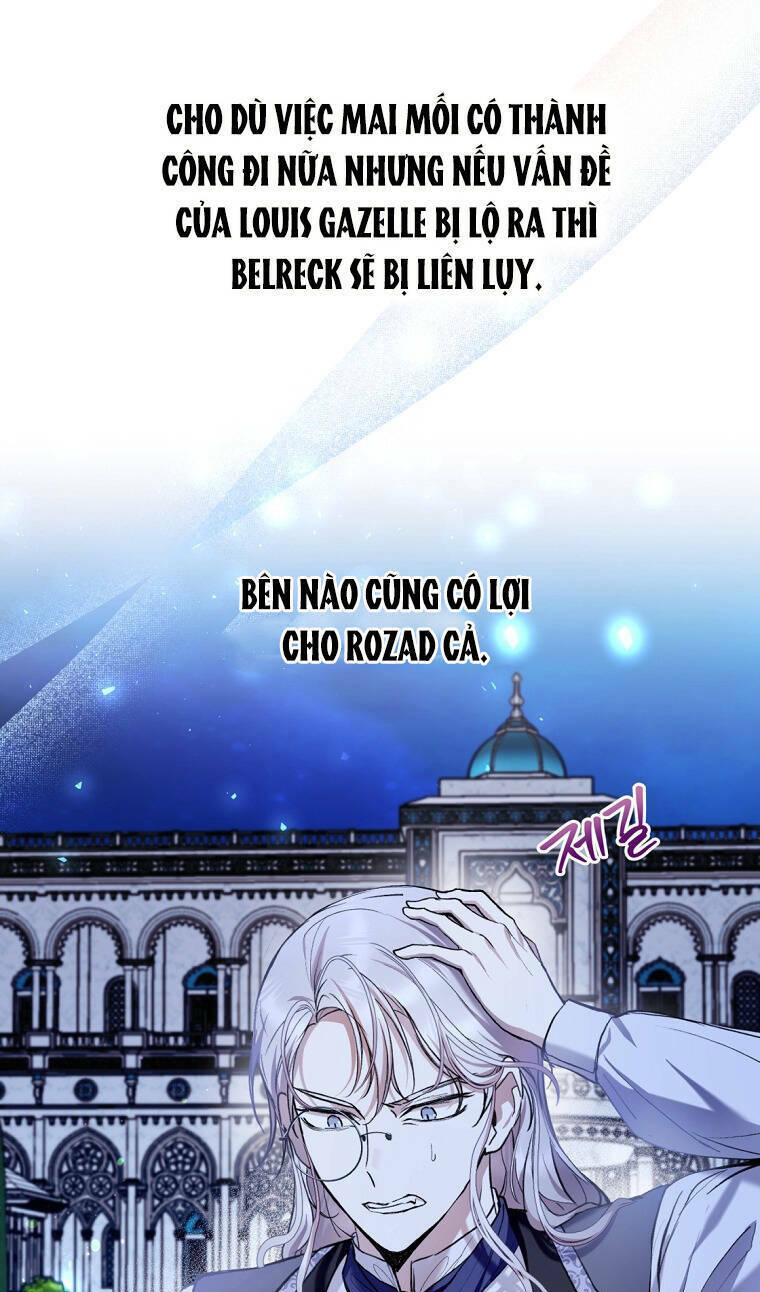 CHO DÙ VIỆC MAI MỐI CÓ THÀNH
CÔNG ĐI NỮA NHƯNG NẾU VẤN ĐỀ
CỦA LOUIS GAZELLE BỊ LỘ RA THÌ
BELRECK SẼ BỊ LIÊN LỤY.
BÊN NÀO CŨNG CÓ LỢI
CHO ROZAD CẢ.
제길